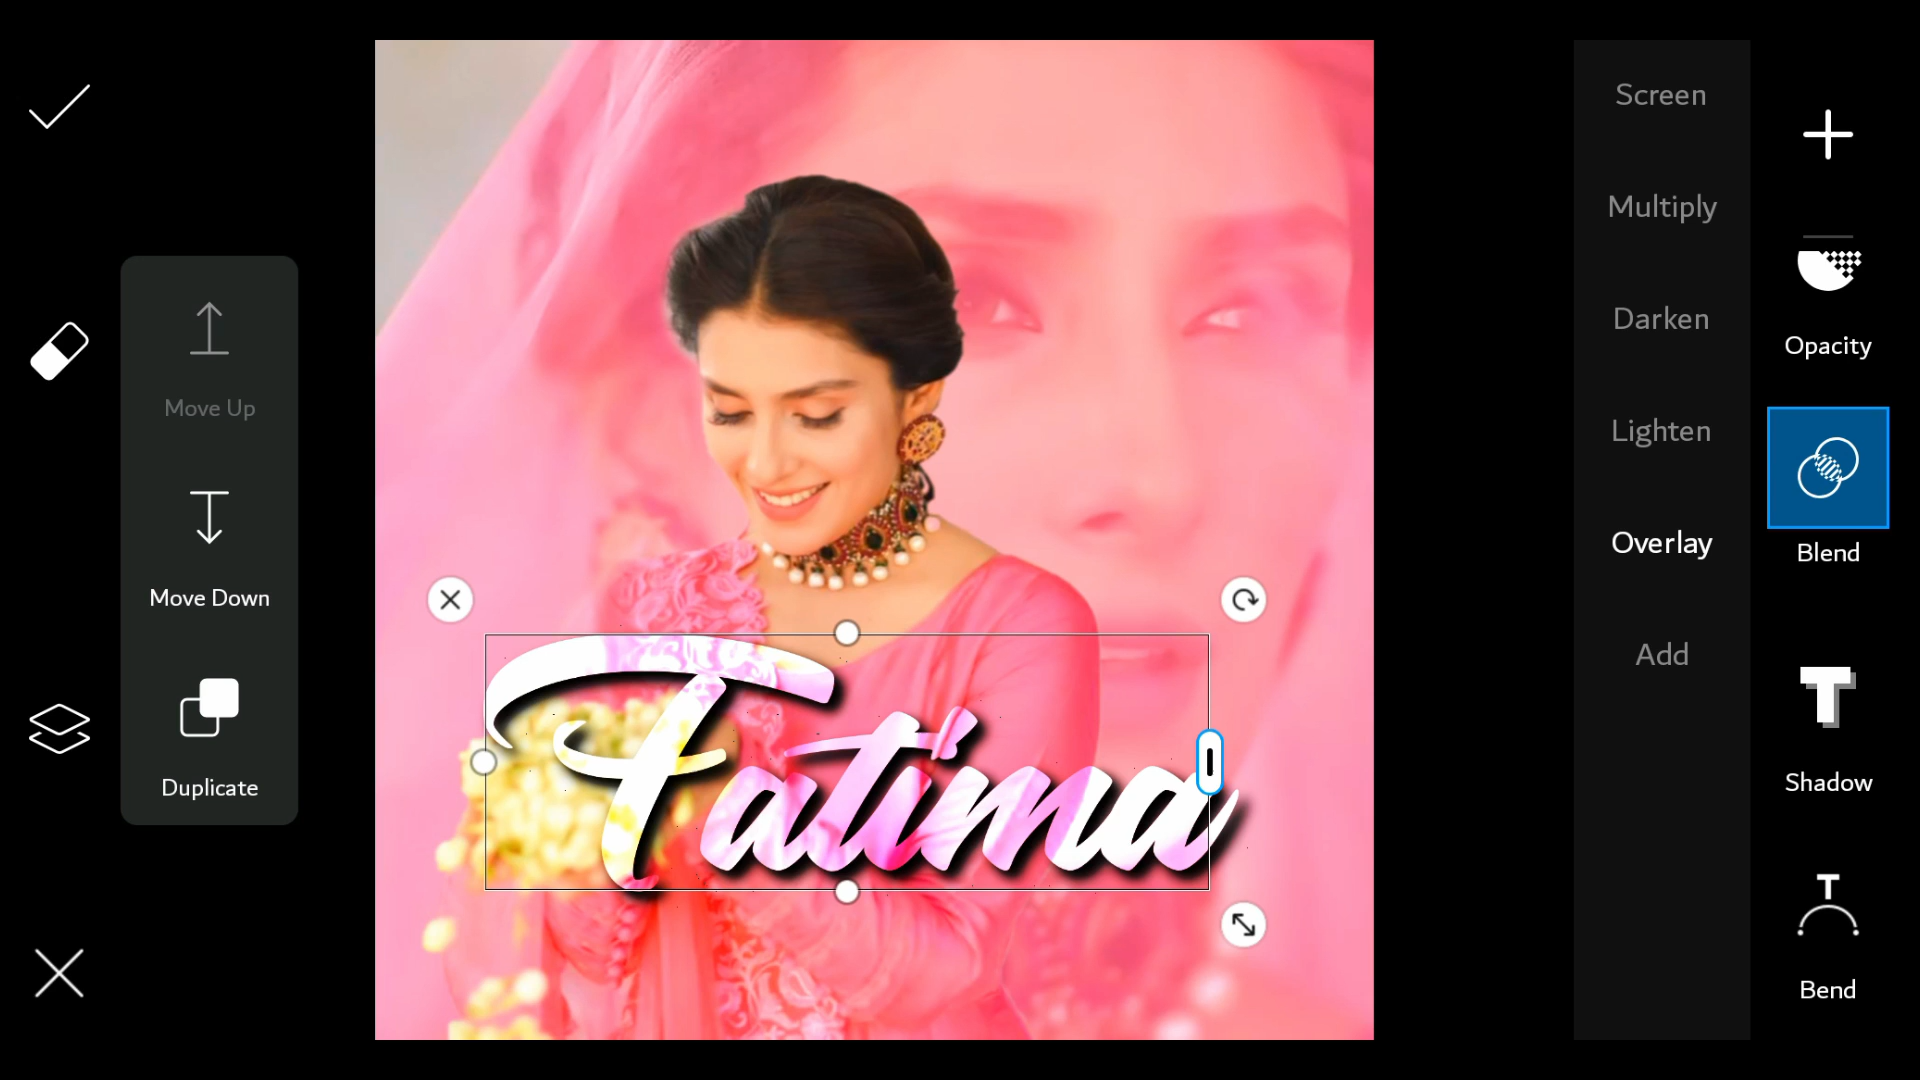 Move Up
Move Down
Duplicate
Fatima
Screen
Multiply
Darken
Lighten
Overlay
Add
Opacity
Blend
T
Shadow
T
Bend